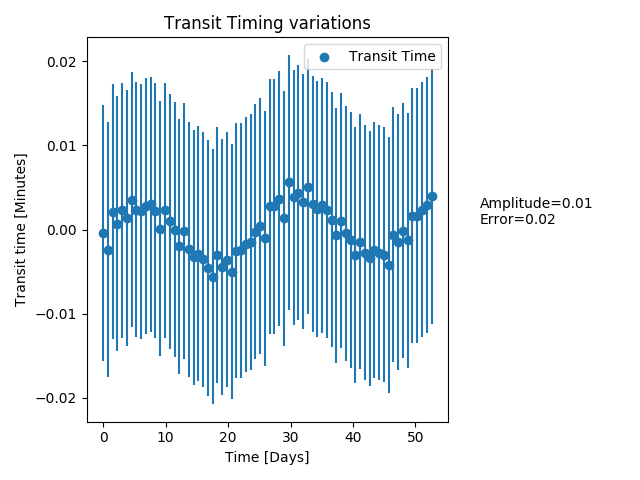 Transit Timing variations
Transit Time
0.02
0.01
0.00
−0.01
−0.02
Transit time [Minutes]
0
10
20
30
40
50
Time [Days]
Amplitude=0.01
Error=0.02